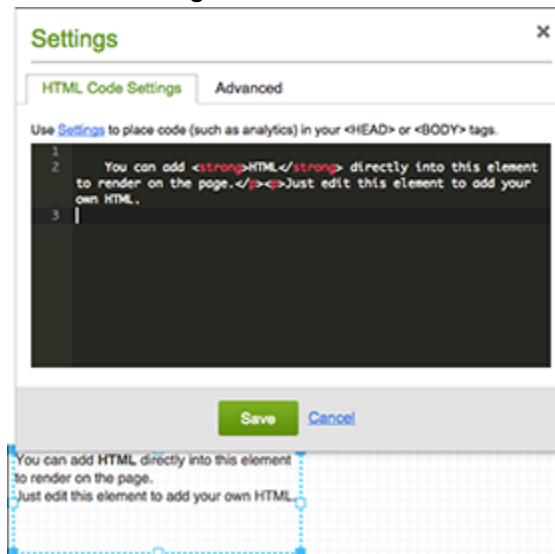 Settings
×
HTML Code Settings
Advanced
Use Settings to place code (such as analytics) in your <HEAD> or <BODY> tags.
1
2 You can add <strong>HTML</strong> directly into this element
to render on the page.</p><p>Just edit this element to add your
own HTML.
3
Save Cancel
You can add HTML directly into this element
to render on the page.
Just edit this element to add your own HTML.